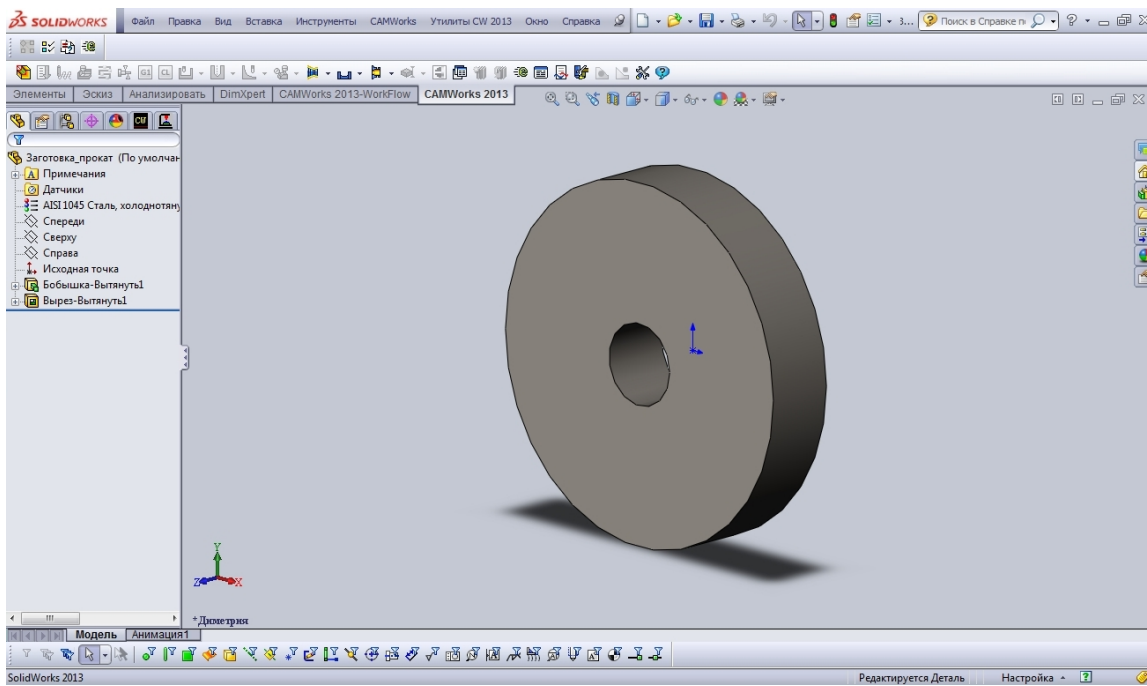 SOLIDWORKS Файл Правка Вид Вставка Инструменты CAMWorks Утилиты CW 2013 Окно Справка З... Поиск в Справке п
Элементы Эскиз Анализировать DimXpert CAMWorks 2013-WorkFlow CAMWorks 2013
Заготовка_прокат (По умолчан
Примечания
Датчики
AISI 1045 Сталь, холоднотяну
Спереди
Сверху
Справа
Исходная точка
Бобышка-Вытянуть1
Вырез-Вытянуть1
Y
Z X
*Диметрия
Модель Анимация1
SolidWorks 2013 Редактируется Деталь Настройка